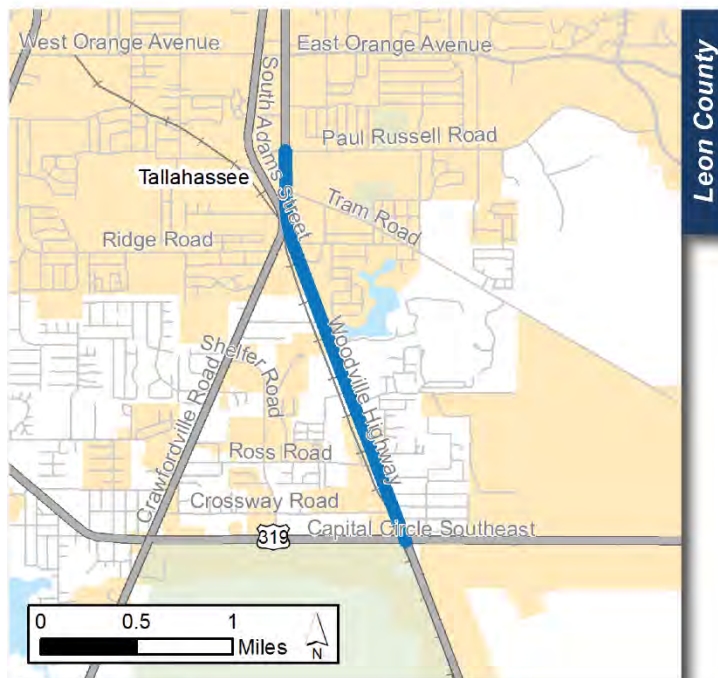 West Orange Avenue
East Orange Avenue
South Adams Street
Paul Russell Road
Tallahassee
Tram Road
Ridge Road
Woodville Highway
Shelfer Road
Crawfordville Road
Ross Road
Crossway Road
Capital Circle Southeast
319
0 0.5 1
Miles
N
Leon County